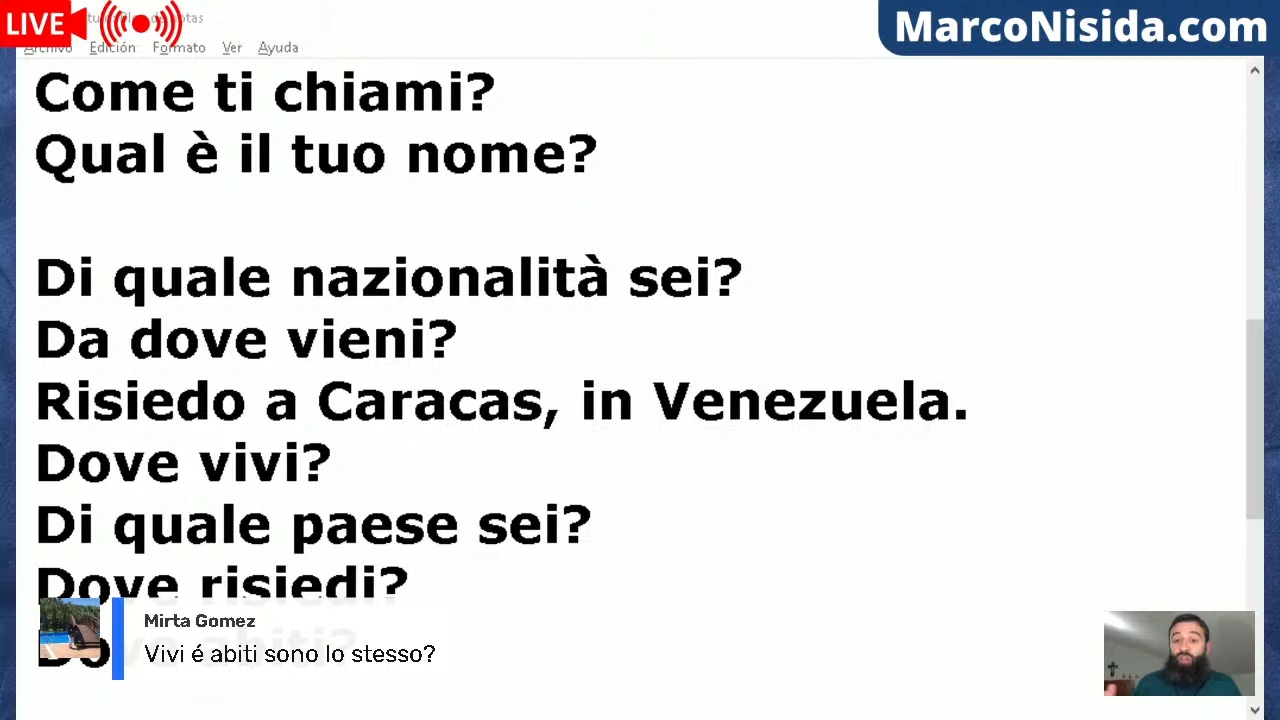 LIVE
MarcoNisida.com
Archivo Edición Formato Ver Ayuda
Come ti chiami?
Qual è il tuo nome?
Di quale nazionalità sei?
Da dove vieni?
Risiedo a Caracas, in Venezuela.
Dove vivi?
Di quale paese sei?
Dove risiedi?
Dove abiti?
Mirta Gomez
Vivi é abiti sono lo stesso?